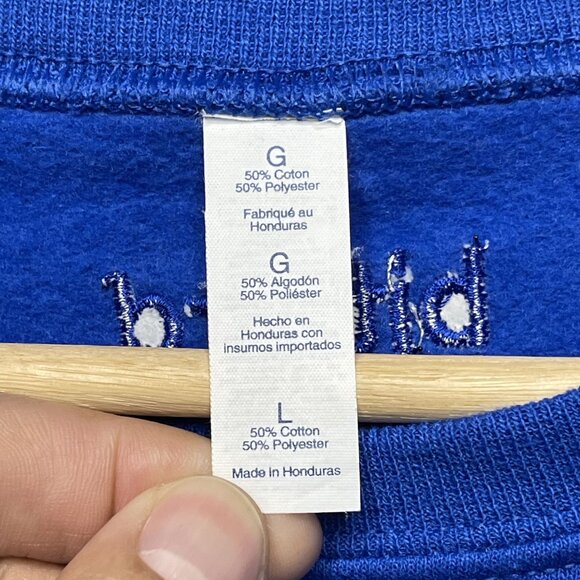 G
50% Coton
50% Polyester
Fabriqué au
Honduras
G
50% Algodón
50% Poliéster
Hecho en
Honduras con
insumos importados
L
50% Cotton
50% Polyester
Made in Honduras